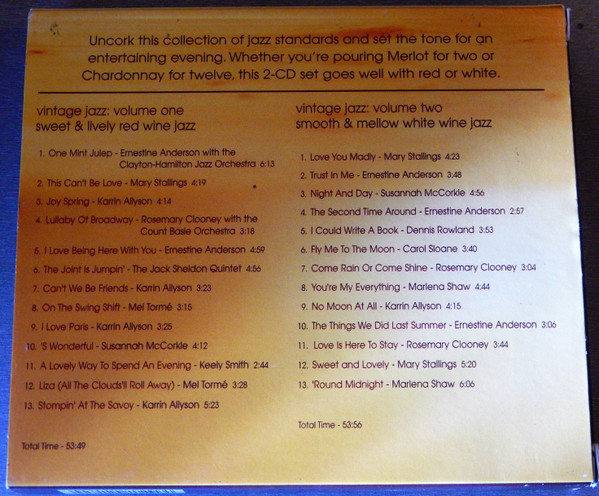 Uncork this collection of jazz standards and set the tone for an
entertaining evening. Whether you're pouring Merlot for two or
Chardonnay for twelve, this 2-CD set goes well with red or white.
vintage jazz: volume one
sweet & lively red wine jazz
1. One Mint Julep - Ernestine Anderson with the
Clayton-Hamilton Jazz Orchestra 6:13
2. This Can't Be Love - Mary Stallings 4:19
3. Joy Spring - Karrin Allyson 4:14
4. Lullaby Of Broadway - Rosemary Clooney with the
Count Basie Orchestra 3:18
5. I Love Being Here With You - Ernestine Anderson 4:59
6. The Joint Is Jumpin' - The Jack Sheldon Quintet 4:56
7. Can't We Be Friends - Karrin Allyson 3:23
8. On The Swing Shift - Mel Tormé 3:15
9. I Love Paris - Karrin Allyson 3:25
10. 'S Wonderful - Susannah McCorkle 4:12
11. A Lovely Way To Spend An Evening - Keely Smith 2:44
12. Liza (All The Clouds'll Roll Away) - Mel Tormé 3:28
13. Stompin' At The Savoy - Karrin Allyson 5:23
Total Time - 53:49
vintage jazz: volume two
smooth & mellow white wine jazz
1. Love You Madly - Mary Stallings 4:23
2. Trust In Me - Ernestine Anderson 3:48
3. Night And Day - Susannah McCorkle 4:56
4. The Second Time Around - Ernestine Anderson 2:57
5. I Could Write A Book - Dennis Rowland 3:53
6. Fly Me To The Moon - Carol Sloane 3:40
7. Come Rain Or Come Shine - Rosemary Clooney 3:04
8. You're My Everything - Marlena Shaw 4:44
9. No Moon At All - Karrin Allyson 4:15
10. The Things We Did Last Summer - Ernestine Anderson 3:06
11. Love Is Here To Stay - Rosemary Clooney 3:44
12. Sweet and Lovely - Mary Stallings 5:20
13. 'Round Midnight - Marlena Shaw 6:06
Total Time - 53:56